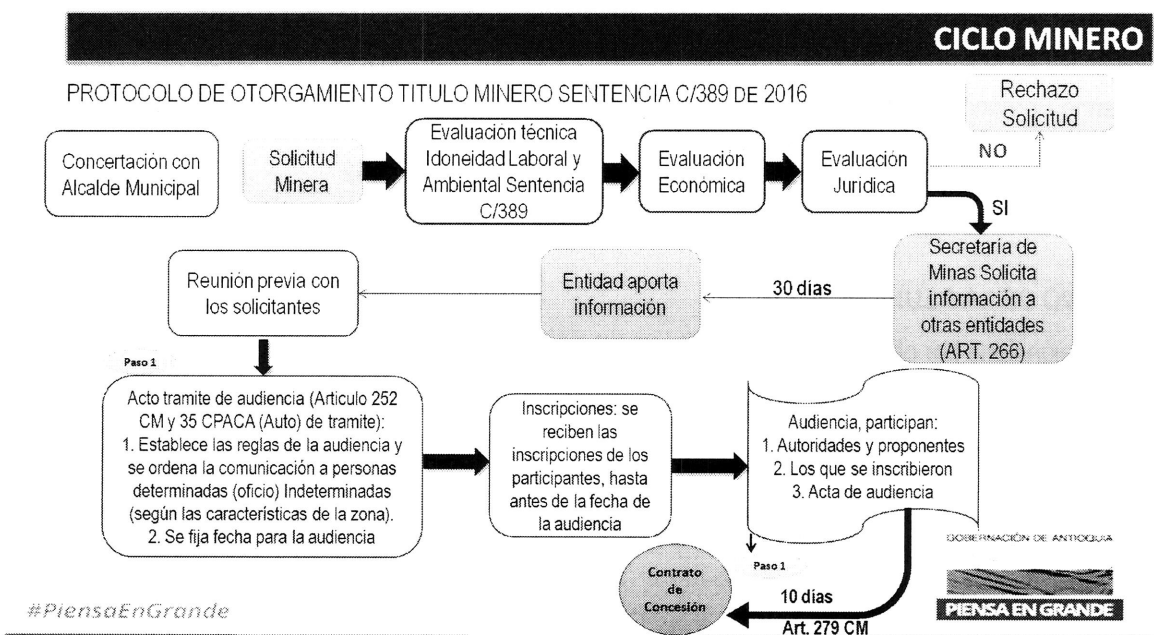 CICLO MINERO
PROTOCOLO DE OTORGAMIENTO TITULO MINERO SENTENCIA C/389 DE 2016
Concertación con
Alcalde Municipal
Solicitud
Minera
Evaluación técnica
Idoneidad Laboral y
Ambiental Sentencia
C/389
Evaluación
Económica
Evaluación
Jurídica
NO
Rechazo
Solicitud
SI
Secretaría de
Minas Solicita
información a
otras entidades
(ART. 266)
30 días
Entidad aporta
información
Reunión previa con
los solicitantes
Paso 1
Acto tramite de audiencia (Articulo 252
CM y 35 CPACA (Auto) de tramite):
1. Establece las reglas de la audiencia y
se ordena la comunicación a personas
determinadas (oficio) Indeterminadas
(según las características de la zona).
2. Se fija fecha para la audiencia
Inscripciones: se
reciben las
inscripciones de los
participantes, hasta
antes de la fecha de
la audiencia
Audiencia, participan:
1. Autoridades y proponentes
2. Los que se inscribieron
3. Acta de audiencia
Paso 1
10 días
Art. 279 CM
Contrato
de
Concesión
GOBERNACIÓN DE ANTIOQUIA
PIENSA EN GRANDE
#PiensaEnGrande